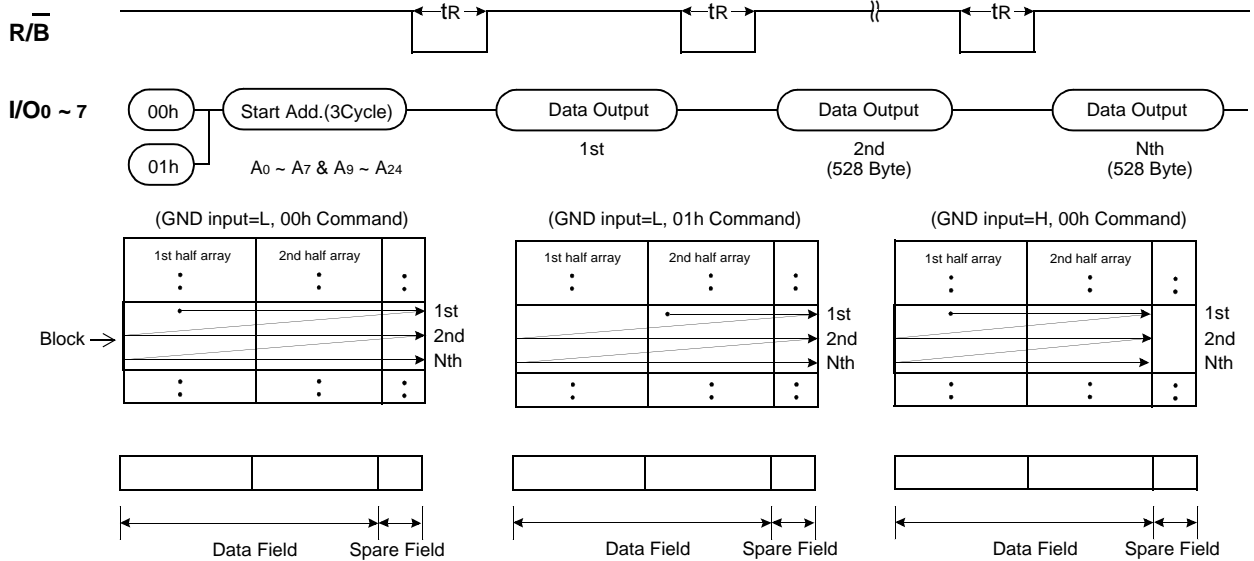 tR tR tR
R/B
I/O0 ~ 7 00h Start Add.(3Cycle) Data Output Data Output Data Output
01h A0 ~ A7 & A9 ~ A24 1st 2nd Nth
(528 Byte) (528 Byte)
(GND input=L, 00h Command) (GND input=L, 01h Command) (GND input=H, 00h Command)
1st half array 2nd half array 1st half array 2nd half array 1st half array 2nd half array
1st 1st 1st
Block 2nd 2nd 2nd
Nth Nth Nth
Data Field Spare Field Data Field Spare Field Data Field Spare Field